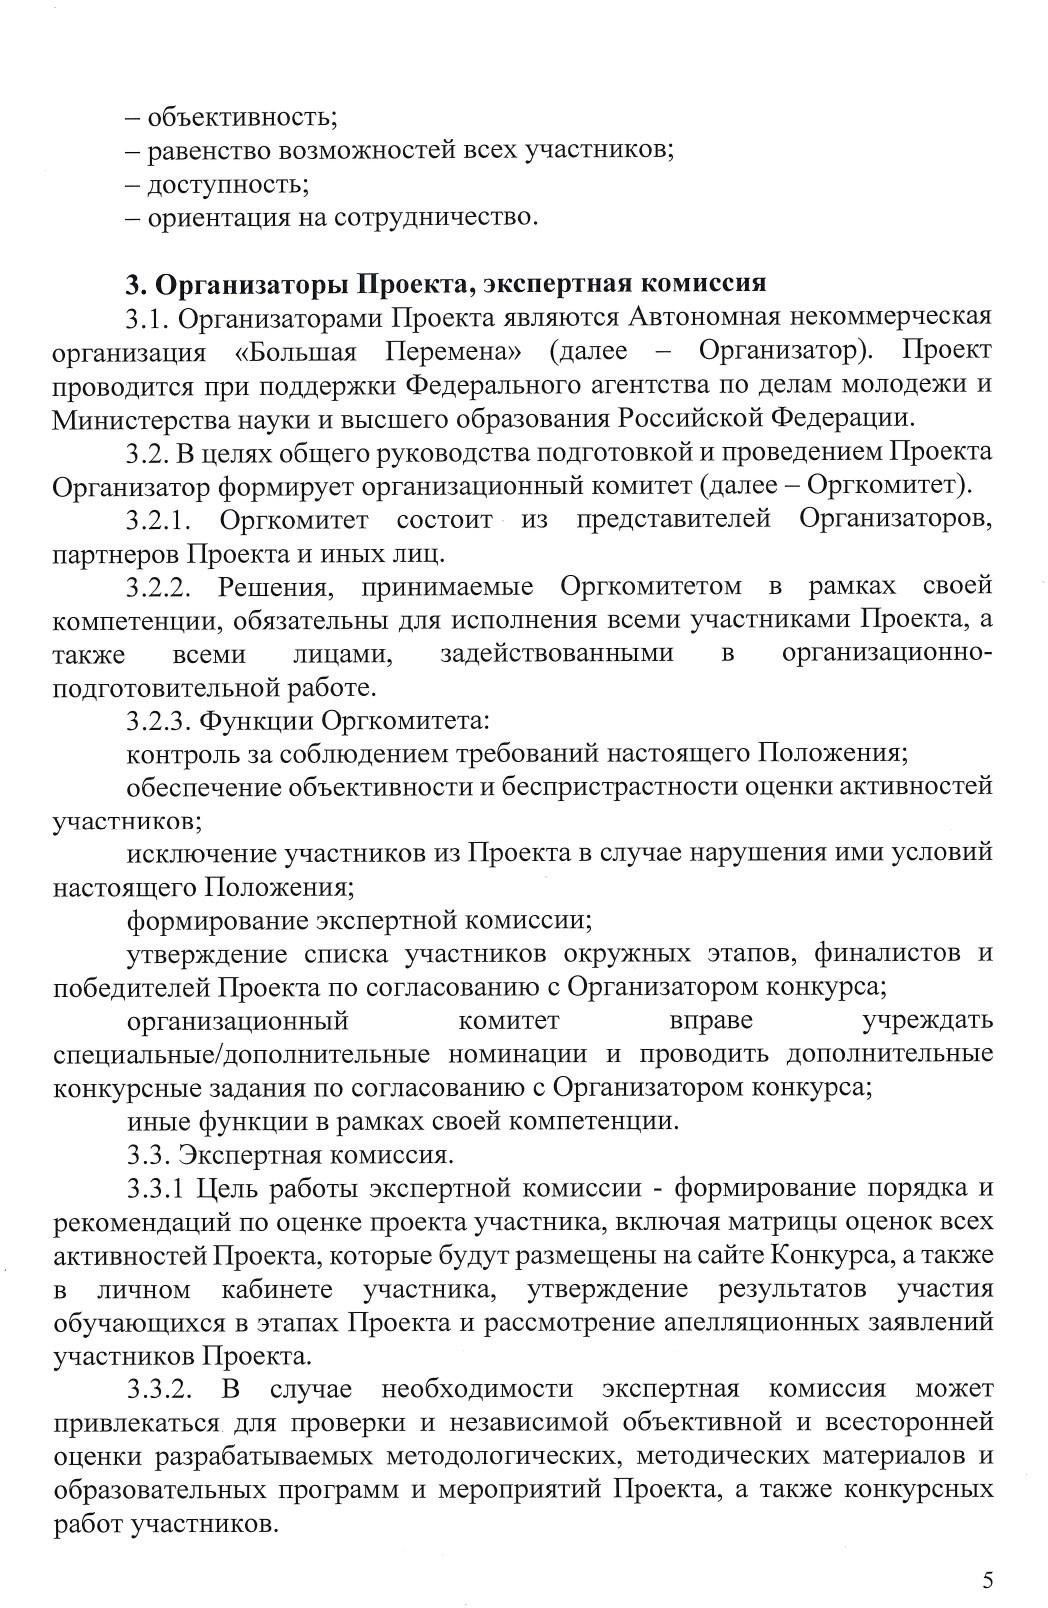 – объективность;
– равенство возможностей всех участников;
– доступность;
– ориентация на сотрудничество.
3. Организаторы Проекта, экспертная комиссия
3.1. Организаторами Проекта являются Автономная некоммерческая
организация «Большая Перемена» (далее – Организатор). Проект
проводится при поддержки Федерального агентства по делам молодежи и
Министерства науки и высшего образования Российской Федерации.
3.2. В целях общего руководства подготовкой и проведением Проекта
Организатор формирует организационный комитет (далее – Оргкомитет).
3.2.1. Оргкомитет состоит из представителей Организаторов,
партнеров Проекта и иных лиц.
3.2.2. Решения, принимаемые Оргкомитетом в рамках своей
компетенции, обязательны для исполнения всеми участниками Проекта, а
также всеми лицами, задействованными в организационно-
подготовительной работе.
3.2.3. Функции Оргкомитета:
контроль за соблюдением требований настоящего Положения;
обеспечение объективности и беспристрастности оценки активностей
участников;
исключение участников из Проекта в случае нарушения ими условий
настоящего Положения;
формирование экспертной комиссии;
утверждение списка участников окружных этапов, финалистов и
победителей Проекта по согласованию с Организатором конкурса;
организационный комитет вправе учреждать
специальные/дополнительные номинации и проводить дополнительные
конкурсные задания по согласованию с Организатором конкурса;
иные функции в рамках своей компетенции.
3.3. Экспертная комиссия.
3.3.1 Цель работы экспертной комиссии - формирование порядка и
рекомендаций по оценке проекта участника, включая матрицы оценок всех
активностей Проекта, которые будут размещены на сайте Конкурса, а также
в личном кабинете участника, утверждение результатов участия
обучающихся в этапах Проекта и рассмотрение апелляционных заявлений
участников Проекта.
3.3.2. В случае необходимости экспертная комиссия может
привлекаться для проверки и независимой объективной и всесторонней
оценки разрабатываемых методологических, методических материалов и
образовательных программ и мероприятий Проекта, а также конкурсных
работ участников.
5